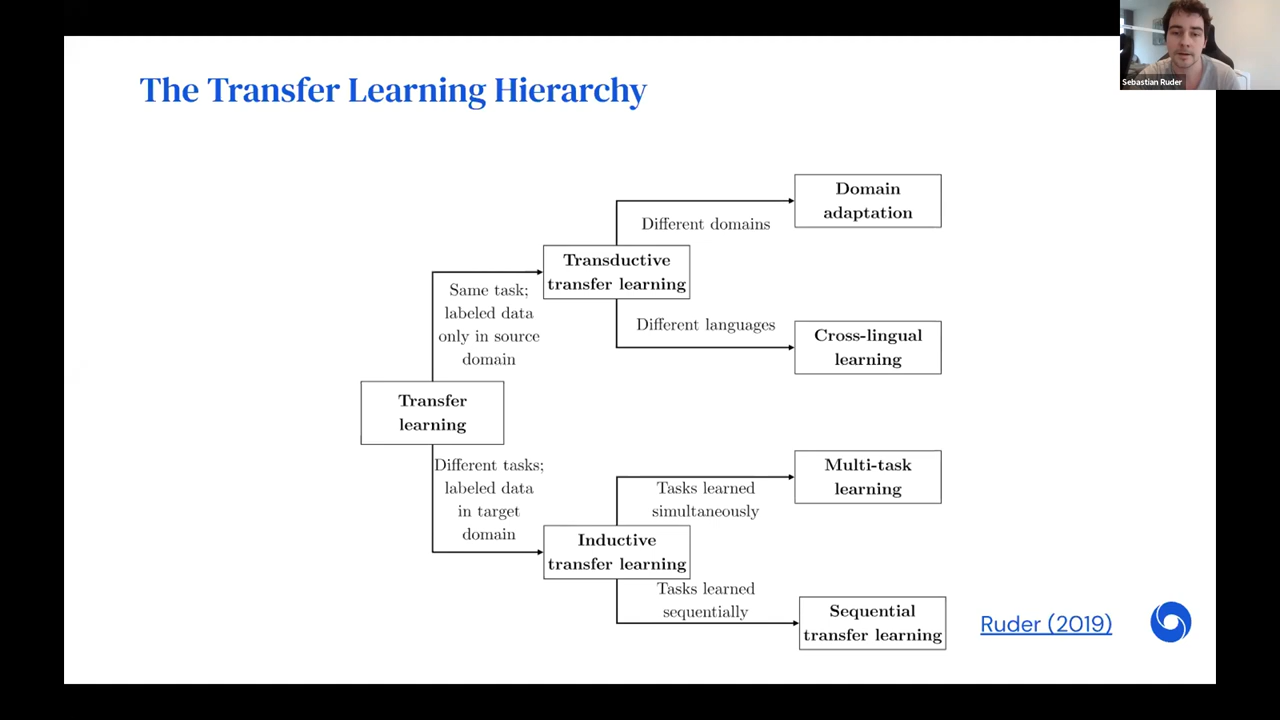 The Transfer Learning Hierarchy
Sebastian Ruder
Domain
adaptation
Different domains
Transductive
transfer learning
Same task;
labeled data
only in source
domain
Different languages
Cross-lingual
learning
Transfer
learning
Different tasks;
labeled data
in target
domain
Multi-task
learning
Tasks learned
simultaneously
Inductive
transfer learning
Tasks learned
sequentially
Sequential
transfer learning
Ruder (2019)